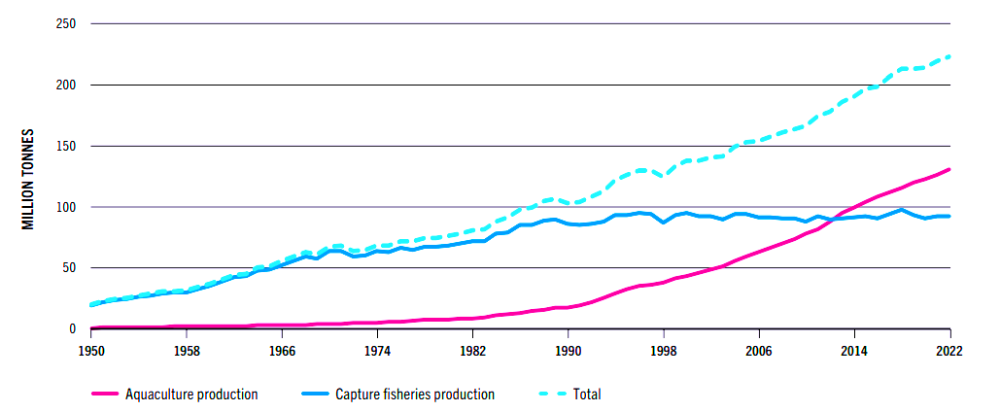 250
200
150
100
50
0
MILLION TONNES
1950 1958 1966 1974 1982 1990 1998 2006 2014 2022
Aquaculture production Capture fisheries production Total